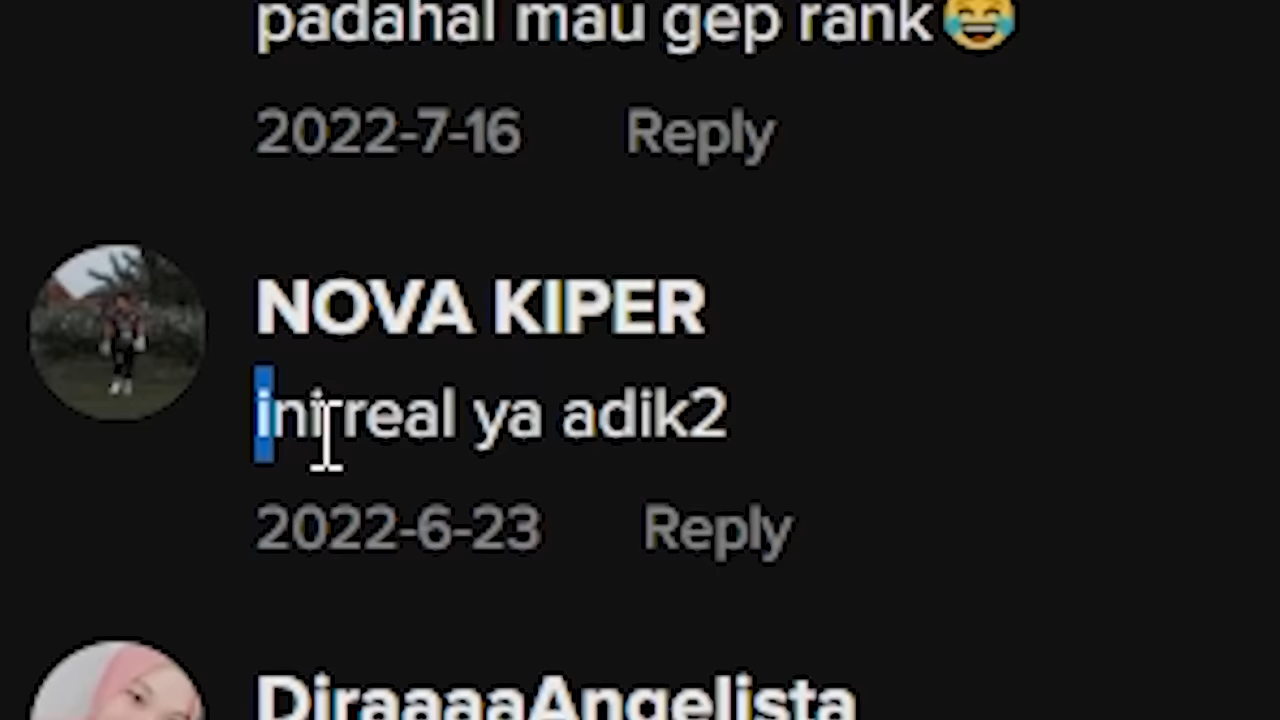 padahal mau gep rank😂
2022-7-16 Reply
NOVA KIPER
ini real ya adik2
2022-6-23 Reply
DiraaaaAngelista